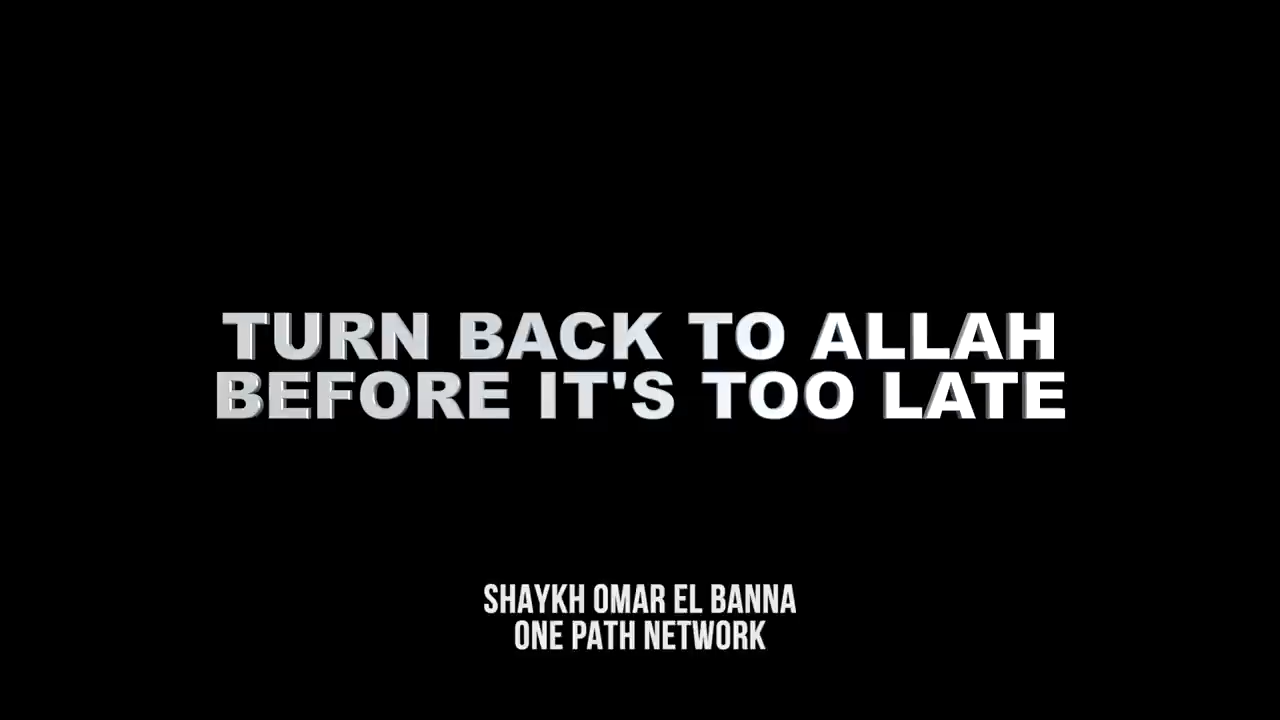 TURN BACK TO ALLAH
BEFORE IT'S TOO LATE
SHAYKH OMAR EL BANNA
ONE PATH NETWORK